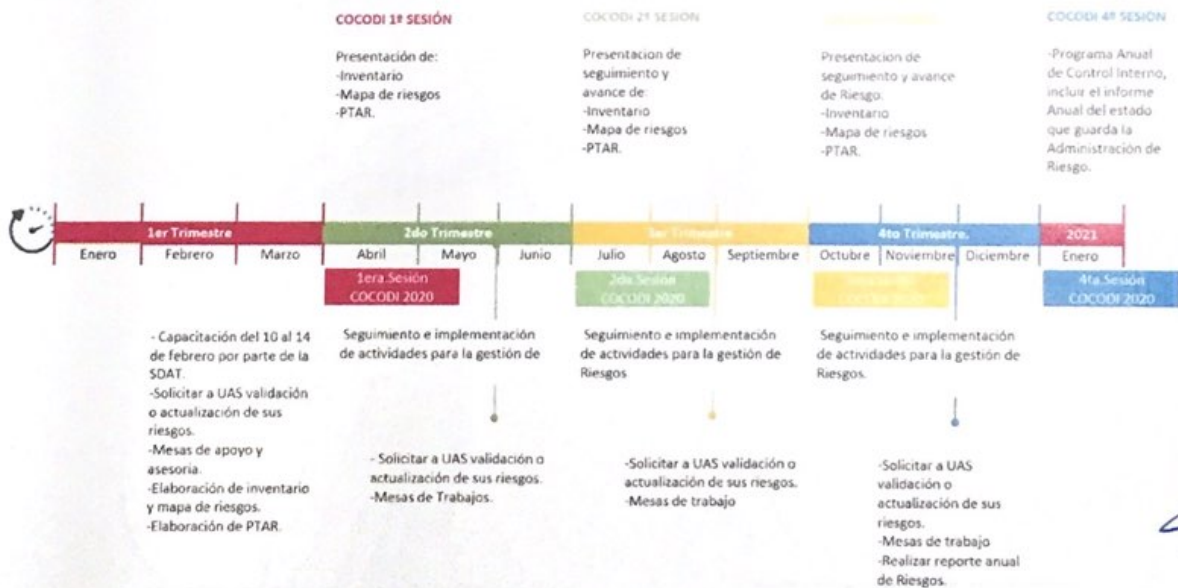 COCODI 1ª SESIÓN
Presentación de:
-Inventario
-Mapa de riesgos
-PTAR.
COCODI 2ª SESIÓN
Presentacion de
seguimiento y
avance de:
-Inventario
-Mapa de riesgos
-PTAR.
Presentacion de
seguimiento y avance
de Riesgo:
-Inventario
-Mapa de riesgos
-PTAR.
COCODI 4ª SESIÓN
-Programa Anual
de Control Interno,
incluir el informe
Anual del estado
que guarda la
Administración de
Riesgo.
1er Trimestre
2do Trimestre
3er Trimestre
4to Trimestre.
2021
Enero
Febrero
Marzo
Abril
Mayo
Junio
Julio
Agosto
Septiembre
Octubre
Noviembre
Diciembre
Enero
1era.Sesión
COCODI 2020
2da.Sesión
COCODI 2020
4ta.Sesión
COCODI 2020
- Capacitación del 10 al 14
de febrero por parte de la
SDAT.
-Solicitar a UAS validación
o actualización de sus
riesgos.
-Mesas de apoyo y
asesoria.
-Elaboración de inventario
y mapa de riesgos.
-Elaboración de PTAR.
Seguimiento e implementación
de actividades para la gestión de
- Solicitar a UAS validación o
actualización de sus riesgos.
-Mesas de Trabajos.
Seguimiento e implementación
de actividades para la gestión de
Riesgos
-Solicitar a UAS validación o
actualización de sus riesgos.
-Mesas de trabajo
Seguimiento e implementación
de actividades para la gestión de
Riesgos.
-Solicitar a UAS
validación o
actualización de sus
riesgos.
-Mesas de trabajo
-Realizar reporte anual
de Riesgos.